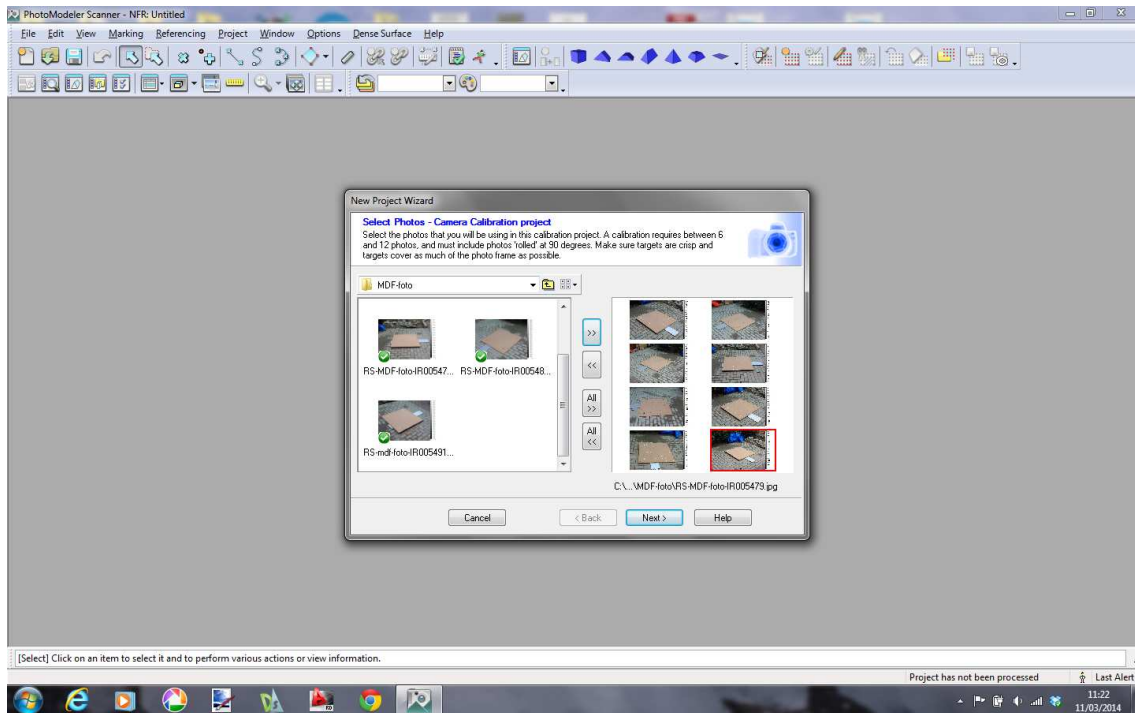 PhotoModeler Scanner - NFR: Untitled
File Edit View Marking Referencing Project Window Options Dense Surface Help
New Project Wizard
Select Photos - Camera Calibration project
Select the photos that you will be using in this calibration project. A calibration requires between 6
and 12 photos, and must include photos 'rolled' at 90 degrees. Make sure targets are crisp and
targets cover as much of the photo frame as possible.
MDF-foto
>>
<<
All
>>
All
<<
RS-MDF-foto-IR00547... RS-MDF-foto-IR00548...
RS-mdf-foto-IR005491...
C:\...\MDF-foto\RS-MDF-foto-IR005479.jpg
Cancel < Back Next > Help
[Select] Click on an item to select it and to perform various actions or view information.
Project has not been processed Last Alert
11:22
11/03/2014